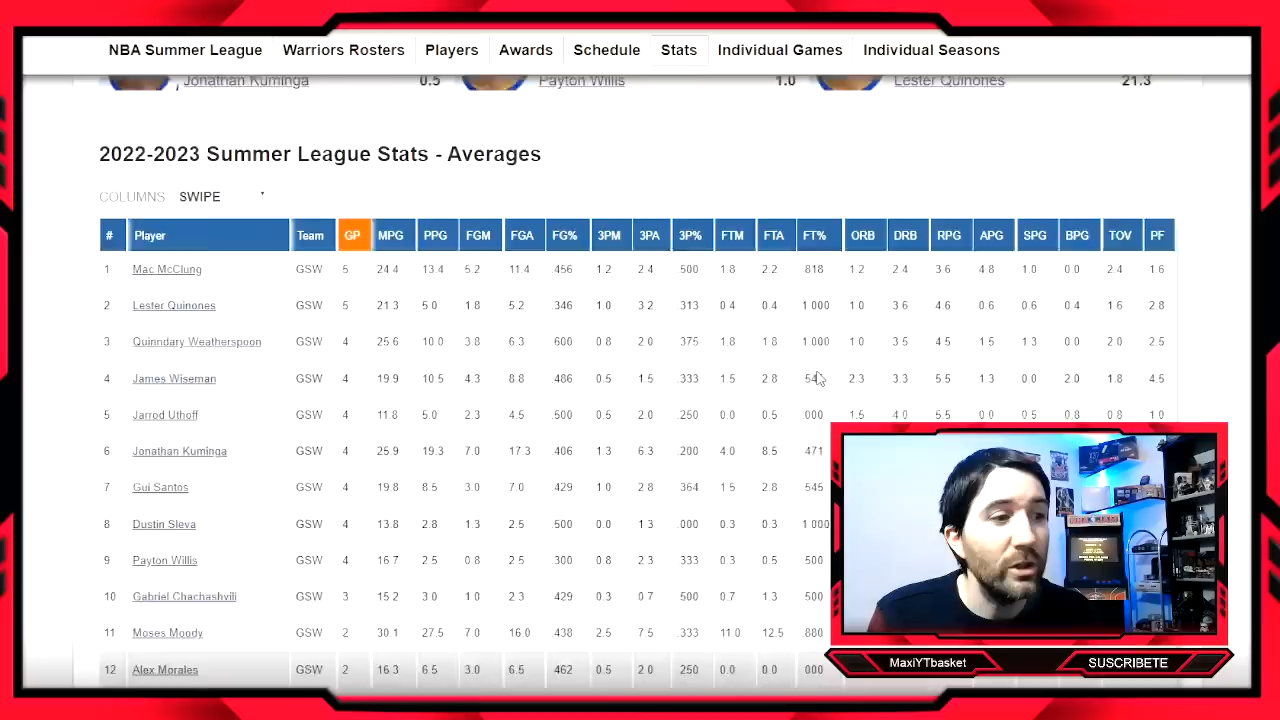 NBA Summer League Warriors Rosters Players Awards Schedule Stats Individual Games Individual Seasons
Jonathan Kuminga 0.5 Payton Willis 1.0 Lester Quinones 21.3
2022-2023 Summer League Stats - Averages
COLUMNS SWIPE
# Player Team GP MPG PPG FGM FGA FG% 3PM 3PA 3P% FTM FTA FT% ORB DRB RPG APG SPG BPG TOV PF
1 Mac McClung GSW 5 24.4 13.4 5.2 11.4 456 1.2 2.4 500 1.8 2.2 818 1.2 2.4 3.6 4.8 1.0 0.0 2.4 1.6
2 Lester Quinones GSW 5 21.3 5.0 1.8 5.2 346 1.0 3.2 313 0.4 0.4 1 000 1.0 3.6 4.6 0.6 0.6 0.4 1.6 2.8
3 Quinndary Weatherspoon GSW 4 25.6 10.0 3.8 6.3 600 0.8 2.0 .375 1.8 1.8 1 000 1.0 3.5 4.5 1.5 1.3 0.0 2.0 2.5
4 James Wiseman GSW 4 19.9 10.5 4.3 8.8 486 0.5 1.5 .333 1.5 2.8 2.3 3.3 5.5 1.3 0.0 2.0 1.8 4.5
5 Jarrod Uthoff GSW 4 11.8 5.0 2.3 4.5 .500 0.5 2.0 .250 0.0 0.5 000 1.5 4.0 5.5 0.0 0.5 0.8 0.8 1.0
6 Jonathan Kuminga GSW 4 25.9 19.3 7.0 17.3 406 1.3 6.3 .200 4.0 8.5 471
7 Gui Santos GSW 4 19.8 8.5 3.0 7.0 429 1.0 2.8 364 1.5 2.8 545
8 Dustin Sleva GSW 4 13.8 2.8 1.3 2.5 .500 0.0 1.3 .000 0.3 0.3 1 000
9 Payton Willis GSW 4 2.5 0.8 2.5 300 0.8 2.3 333 0.3 0.5 500
10 Gabriel Chachashvili GSW 3 3.0 1.0 2.3 429 0.3 0.7 500 0.7 1.3 500
11 Moses Moody GSW 2 30.1 27.5 7.0 16.0 .438 2.5 7.5 .333 11.0 12.5 .880
12 Alex Morales GSW 2 16.3 6.5 3.0 6.5 462 0.5 2.0 250 0.0 0.0 000
MaxiYTbasket SUSCRIBETE